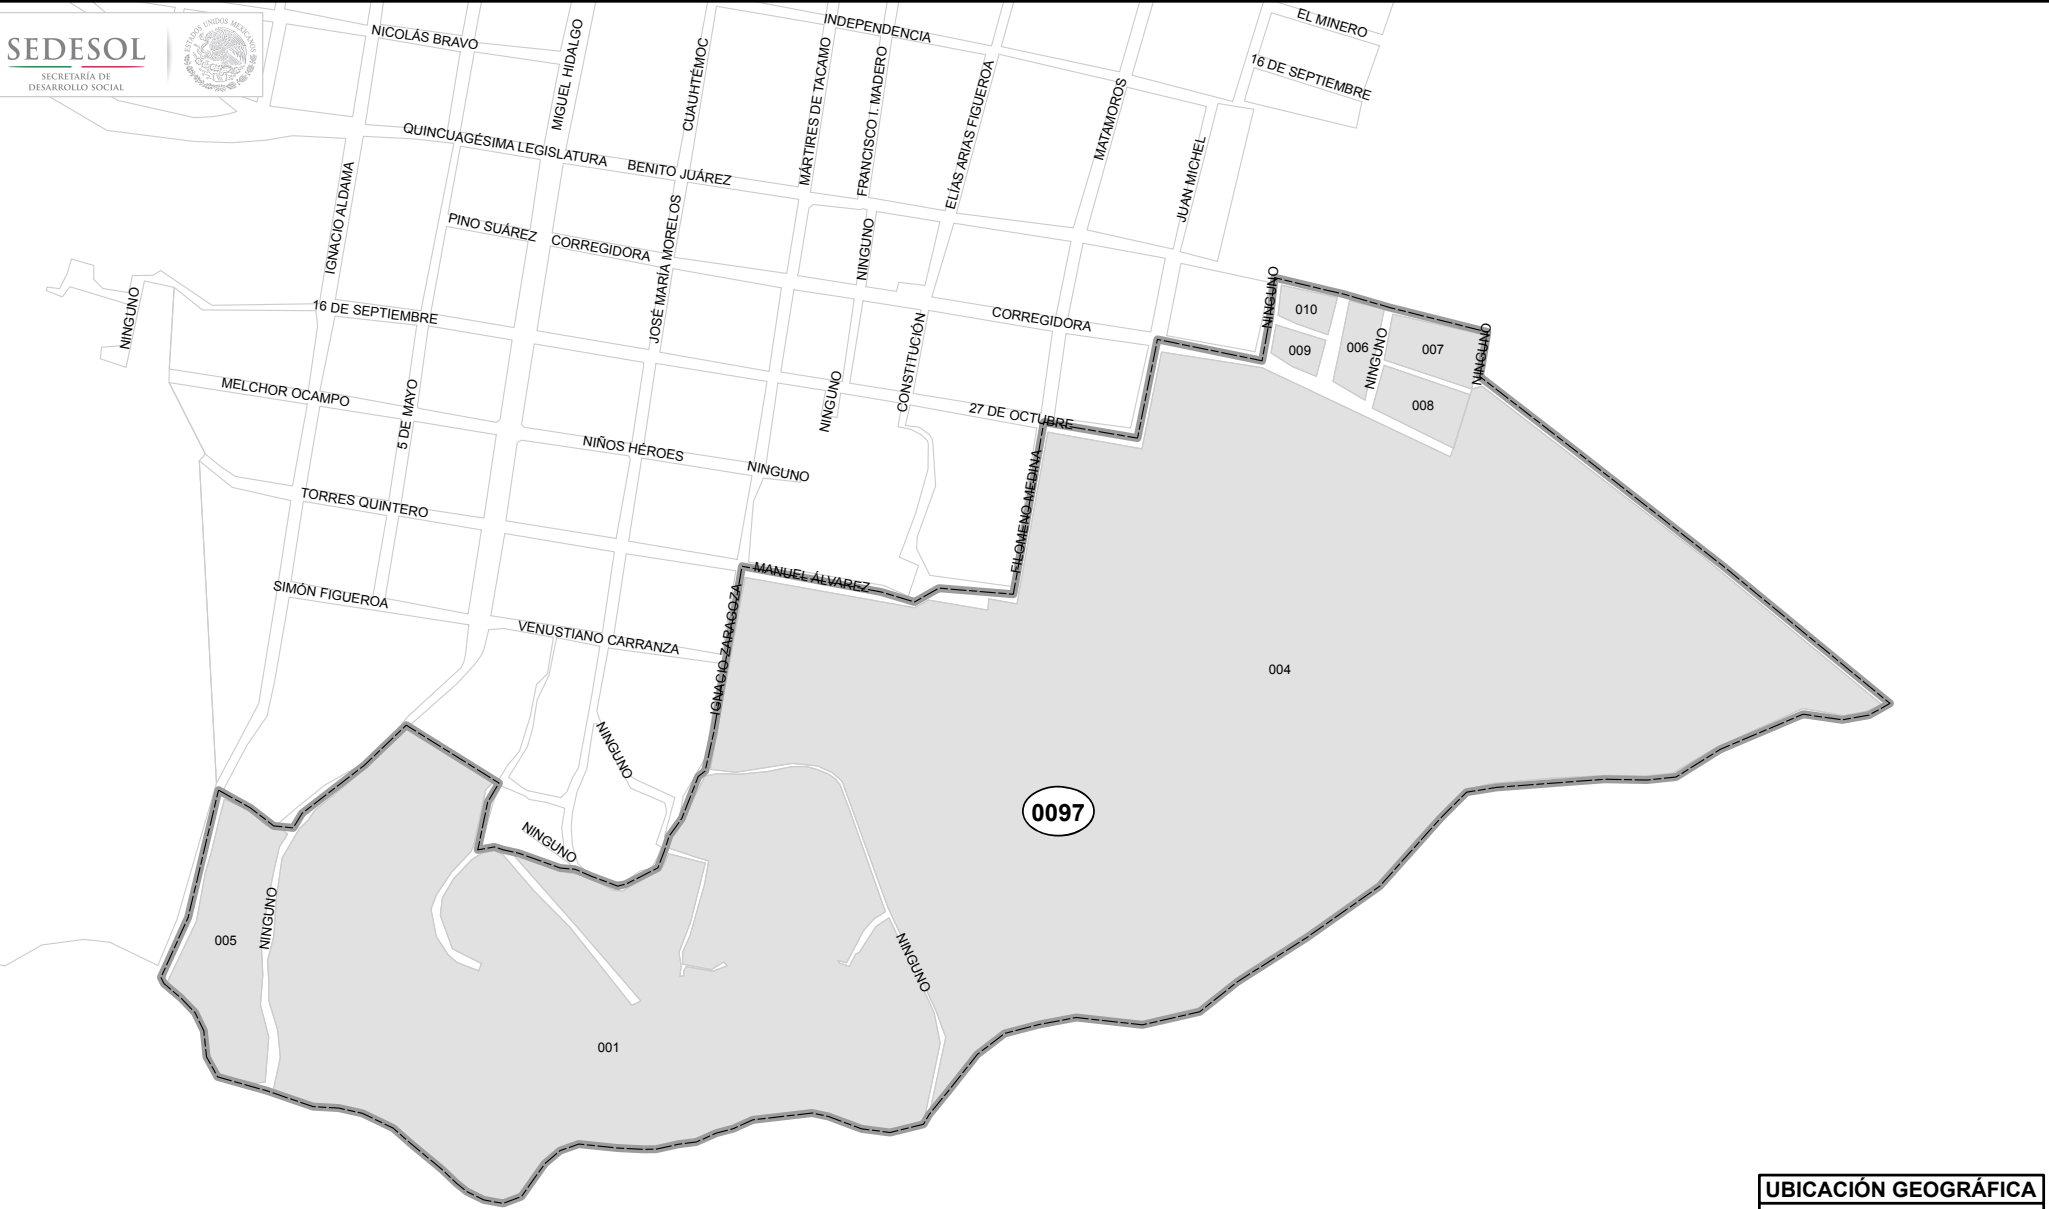 SEDESOL
SECRETARÍA DE
DESARROLLO SOCIAL
ESTADOS UNIDOS MEXICANOS
NICOLÁS BRAVO
MIGUEL HIDALGO
CUAUHTÉMOC
INDEPENDENCIA
MÁRTIRES DE TACAMO
FRANCISCO I. MADERO
ELÍAS ARIAS FIGUEROA
MATAMOROS
JUAN MICHEL
EL MINERO
16 DE SEPTIEMBRE
QUINCUAGÉSIMA LEGISLATURA
BENITO JUÁREZ
IGNACIO ALDAMA
PINO SUÁREZ
CORREGIDORA
JOSÉ MARÍA MORELOS
NINGUNO
NINGUNO
16 DE SEPTIEMBRE
CORREGIDORA
CONSTITUCIÓN
NINGUNO
010
009
006
NINGUNO
007
NINGUNO
008
MELCHOR OCAMPO
5 DE MAYO
NINGUNO
27 DE OCTUBRE
NIÑOS HÉROES
NINGUNO
TORRES QUINTERO
FILOMENO MEDINA
MANUEL ÁLVAREZ
SIMÓN FIGUEROA
VENUSTIANO CARRANZA
IGNACIO ZARAGOZA
004
NINGUNO
0097
NINGUNO
005
NINGUNO
NINGUNO
001
UBICACIÓN GEOGRÁFICA